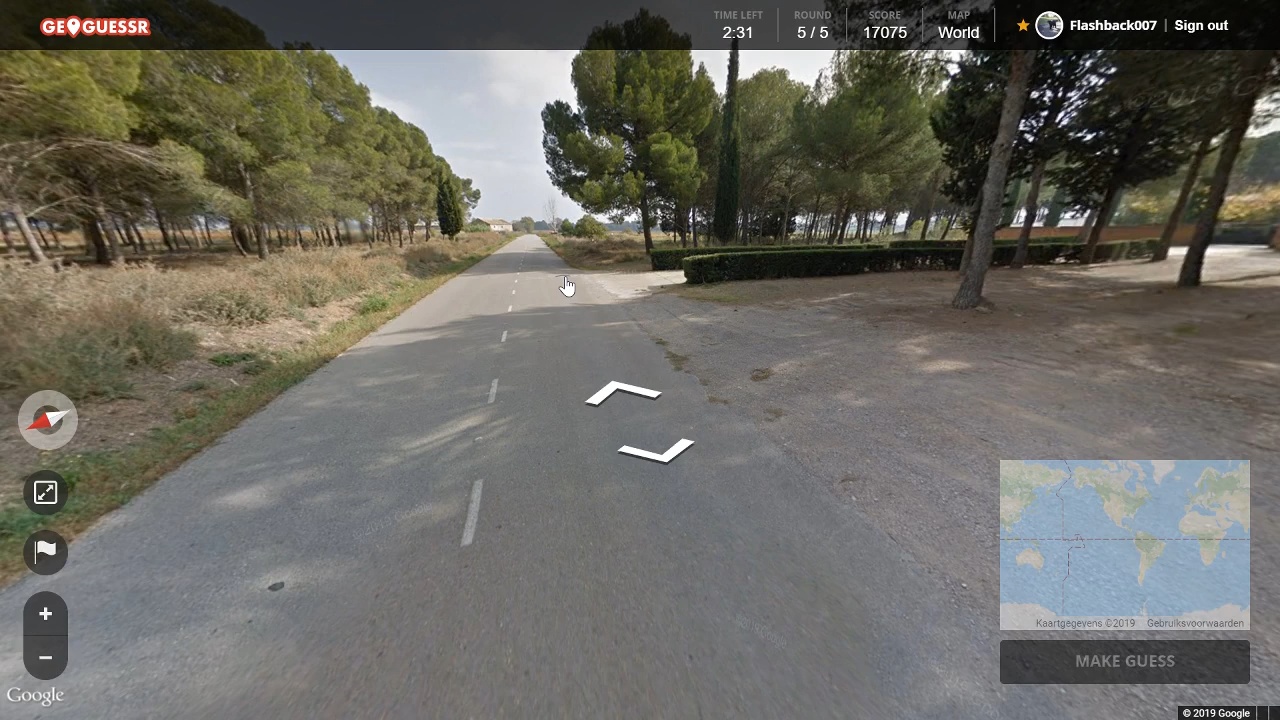 GEOGUESSR
TIME LEFT
2:31
ROUND
5 / 5
SCORE
17075
MAP
World
Flashback007 | Sign out
Kaartgegevens ©2019 Gebruiksvoorwaarden
MAKE GUESS
Google
© 2019 Google